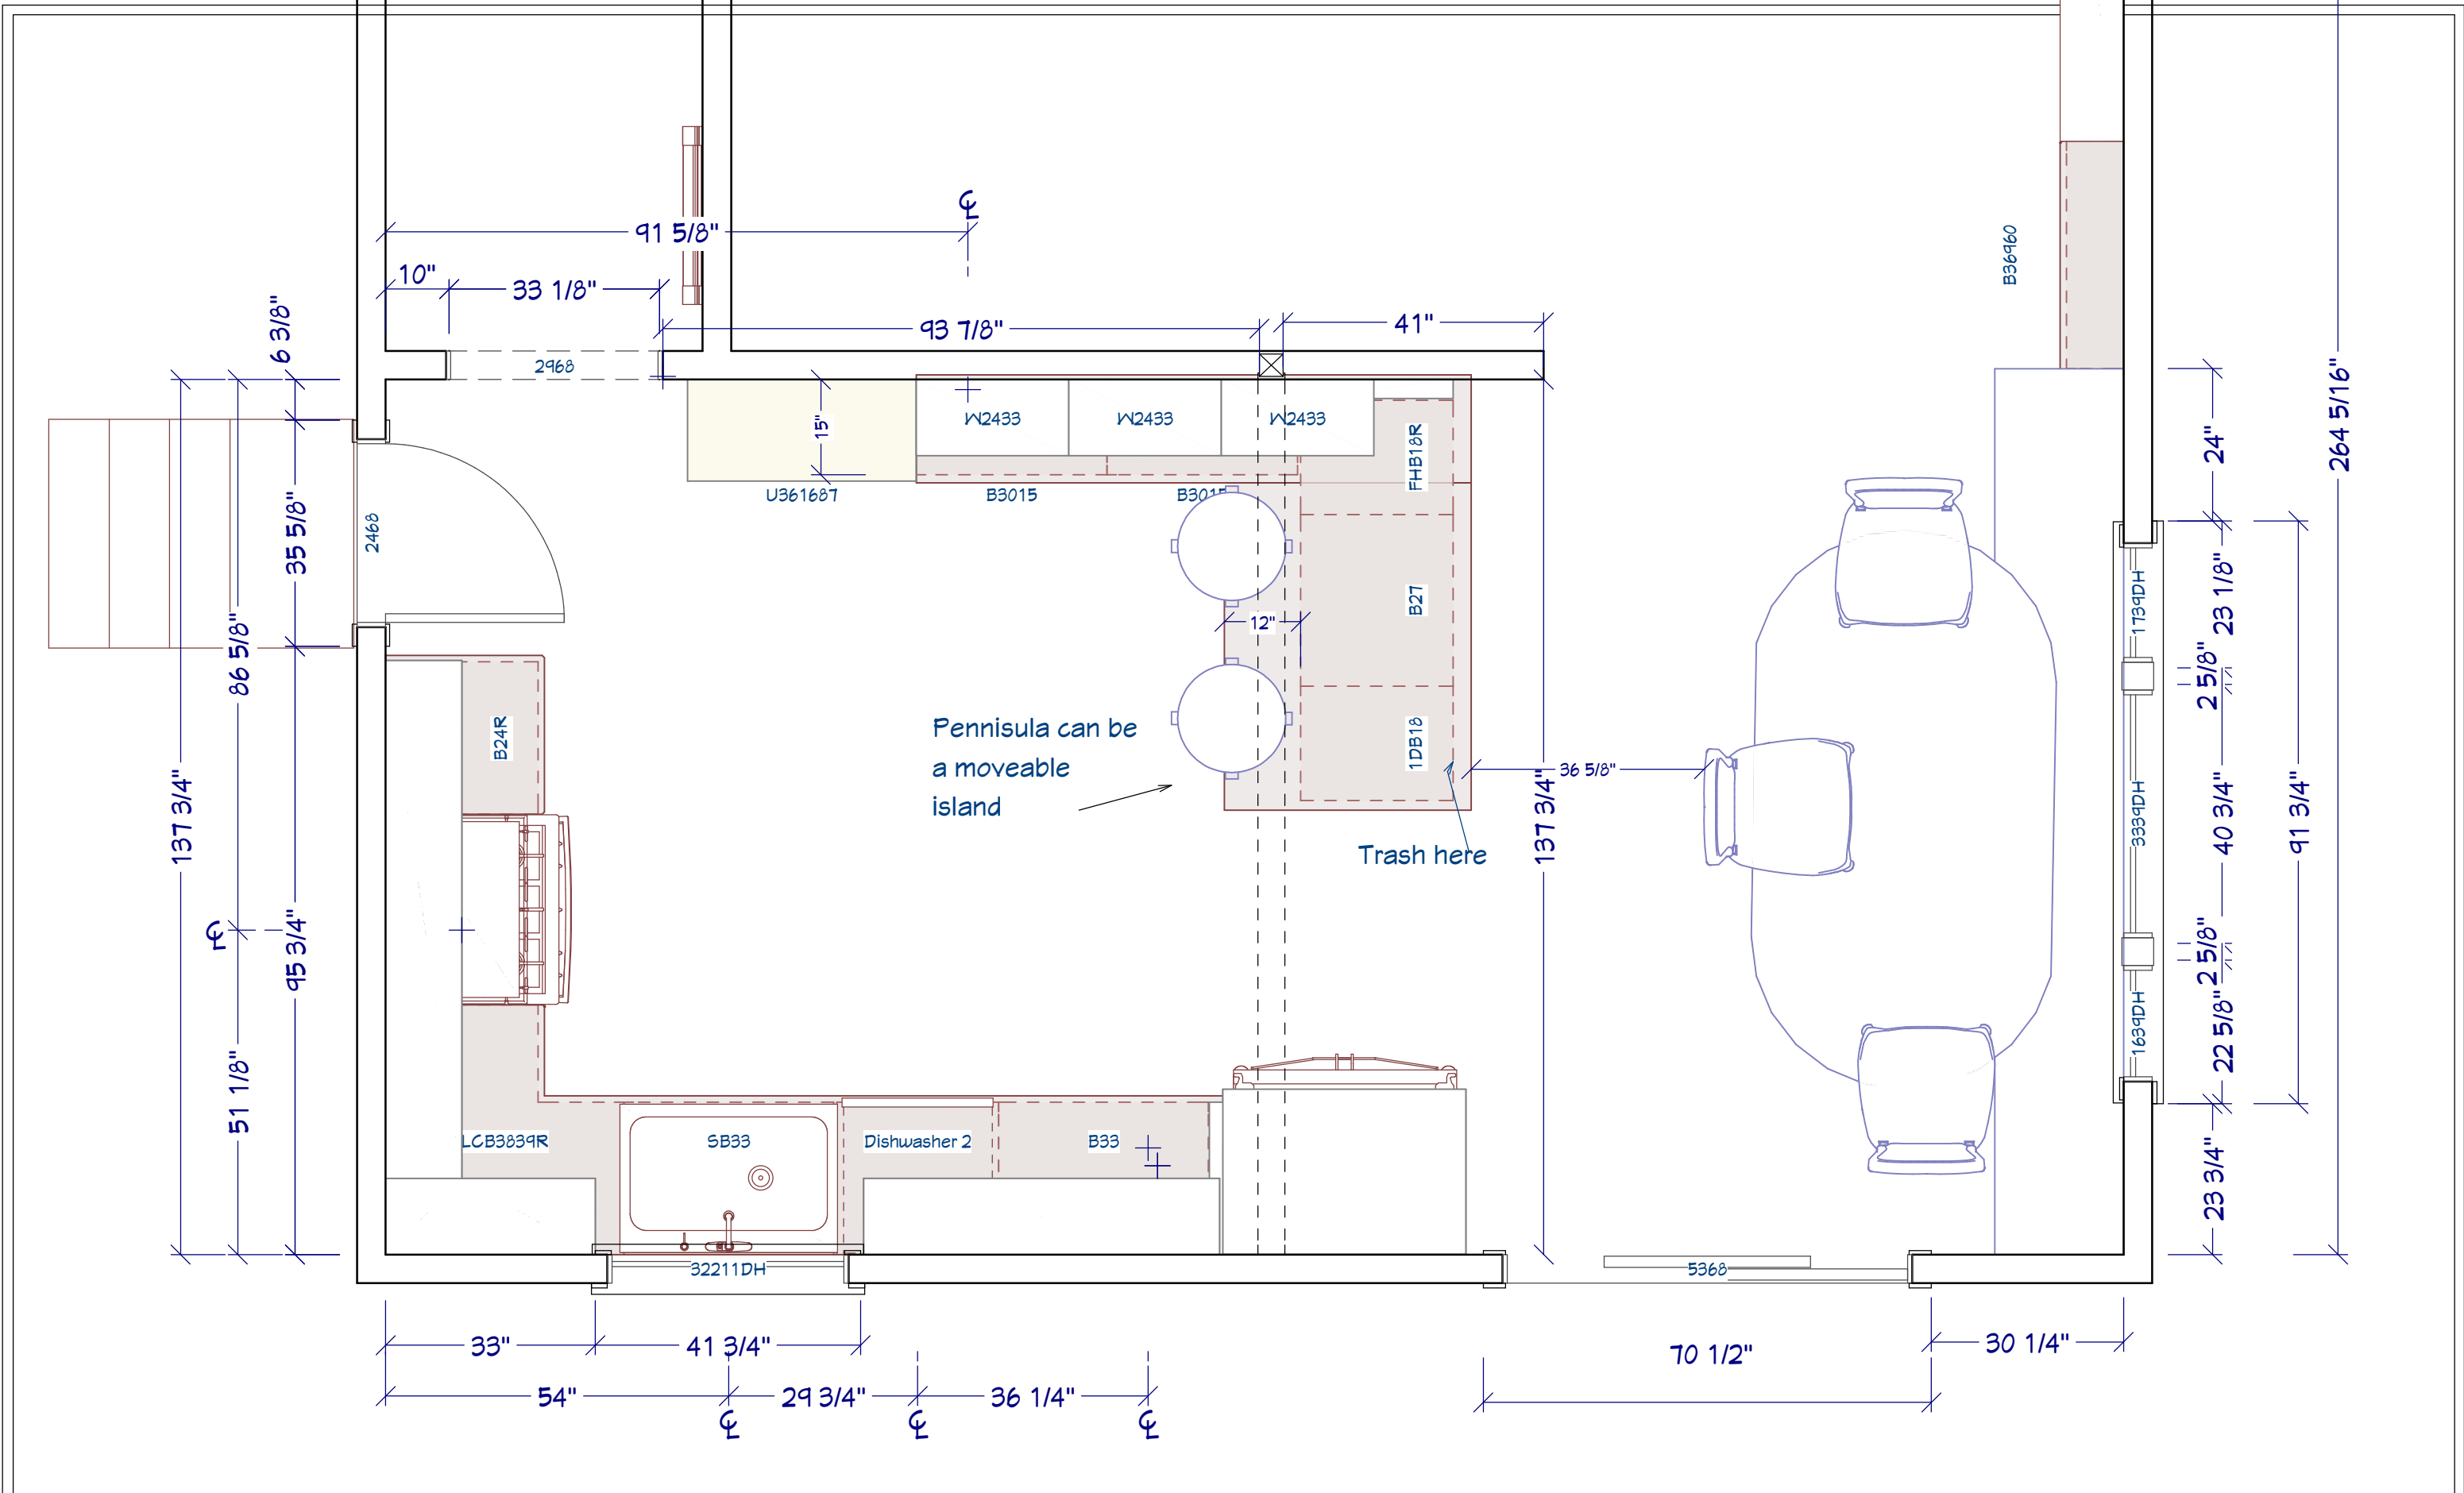 91 5/8"
10"
33 1/8"
6 3/8"
93 7/8"
41"
2968
B36960
264 5/16"
W2433
W2433
W2433
15"
FHB18R
24"
U361687
B3015
B3015
2468
35 5/8"
1739DH
23 1/8"
B27
12"
86 5/8"
2 5/8"
Pennisula can be
a moveable
island
B24R
1DB18
36 5/8"
137 3/4"
137 3/4"
3339DH
40 3/4"
91 3/4"
Trash here
95 3/4"
2 5/8"
1639DH
22 5/8"
51 1/8"
LCB3839R
SB33
Dishwasher 2
B33
23 3/4"
32211DH
5368
33"
41 3/4"
70 1/2"
30 1/4"
54"
29 3/4"
36 1/4"